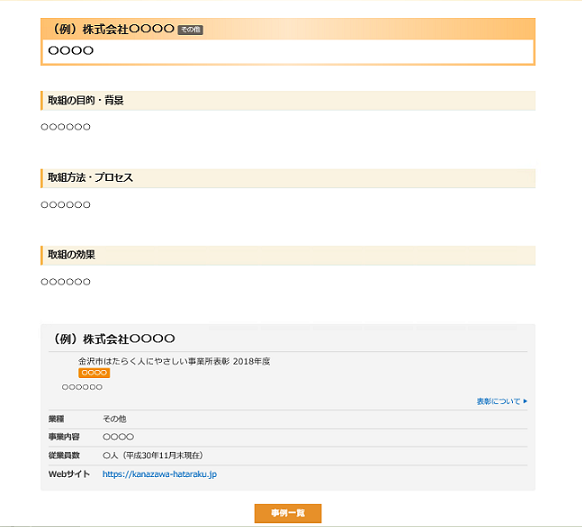 （例）株式会社〇〇〇〇 その他
〇〇〇〇
取組の目的・背景
〇〇〇〇〇〇
取組方法・プロセス
〇〇〇〇〇〇
取組の効果
〇〇〇〇〇〇
（例）株式会社〇〇〇〇
金沢市はたらく人にやさしい事業所表彰 2018年度
〇〇〇〇
〇〇〇〇〇〇
表彰について
業種 その他
事業内容 〇〇〇〇
従業員数 〇人（平成30年11月末現在）
Webサイト https://kanazawa-hataraku.jp
事例一覧